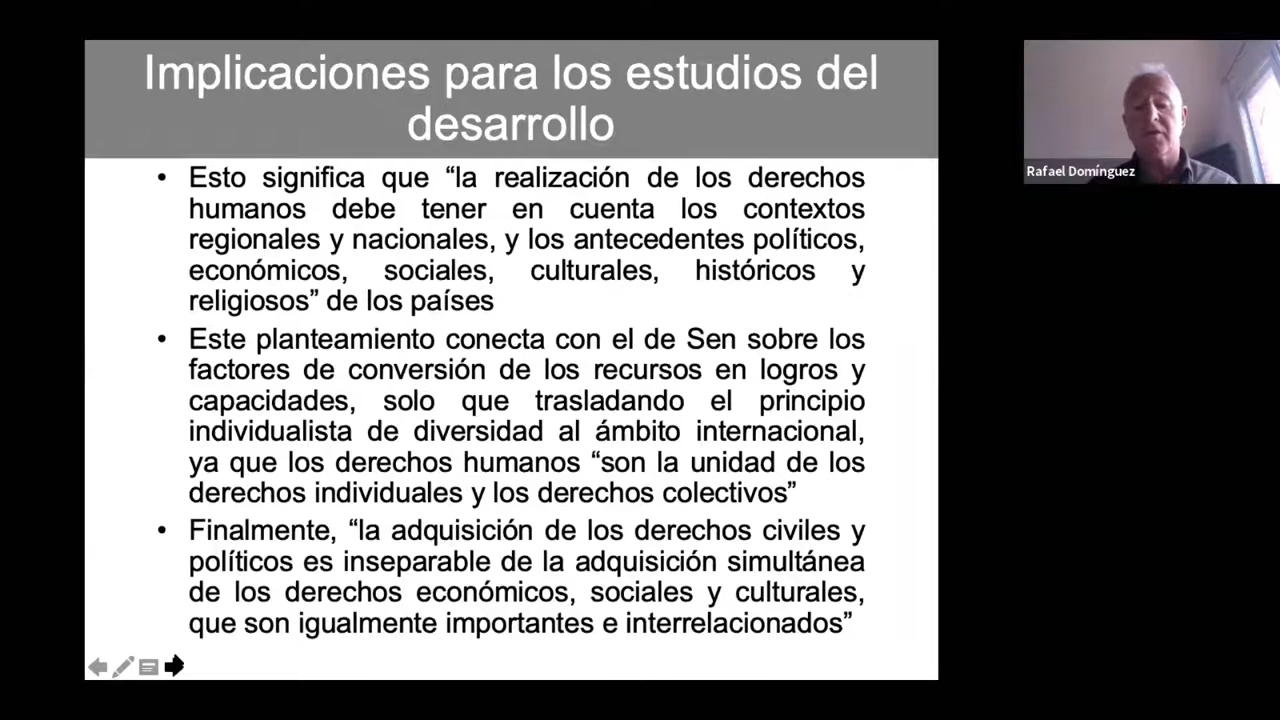 Implicaciones para los estudios del
desarrollo
• Esto significa que “la realización de los derechos
humanos debe tener en cuenta los contextos
regionales y nacionales, y los antecedentes políticos,
económicos, sociales, culturales, históricos y
religiosos” de los países
• Este planteamiento conecta con el de Sen sobre los
factores de conversión de los recursos en logros y
capacidades, solo que trasladando el principio
individualista de diversidad al ámbito internacional,
ya que los derechos humanos “son la unidad de los
derechos individuales y los derechos colectivos”
• Finalmente, “la adquisición de los derechos civiles y
políticos es inseparable de la adquisición simultánea
de los derechos económicos, sociales y culturales,
que son igualmente importantes e interrelacionados”
Rafael Domínguez